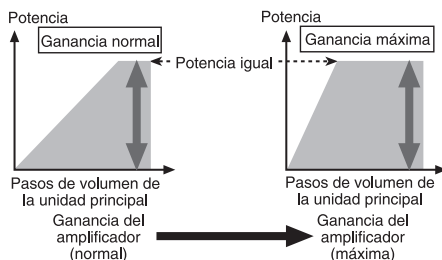 Potencia
Ganancia normal
Potencia igual
Pasos de volumen de
la unidad principal
Ganancia del
amplificador
(normal)
Potencia
Ganancia máxima
Pasos de volumen de
la unidad principal
Ganancia del
amplificador
(máxima)